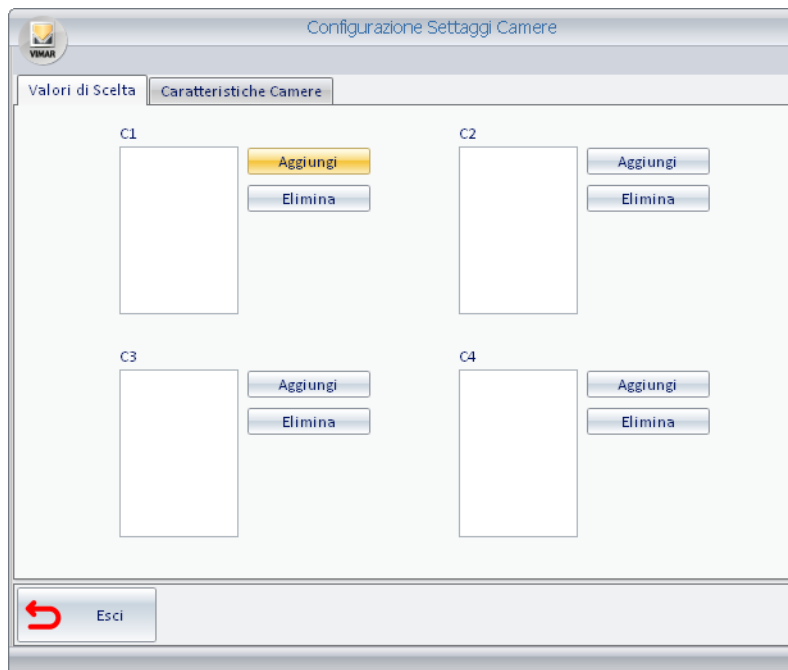 Configurazione Settaggi Camere
VIMAR
Valori di Scelta Caratteristiche Camere
C1 C2
Aggiungi Aggiungi
Elimina Elimina
C3 C4
Aggiungi Aggiungi
Elimina Elimina
Esci